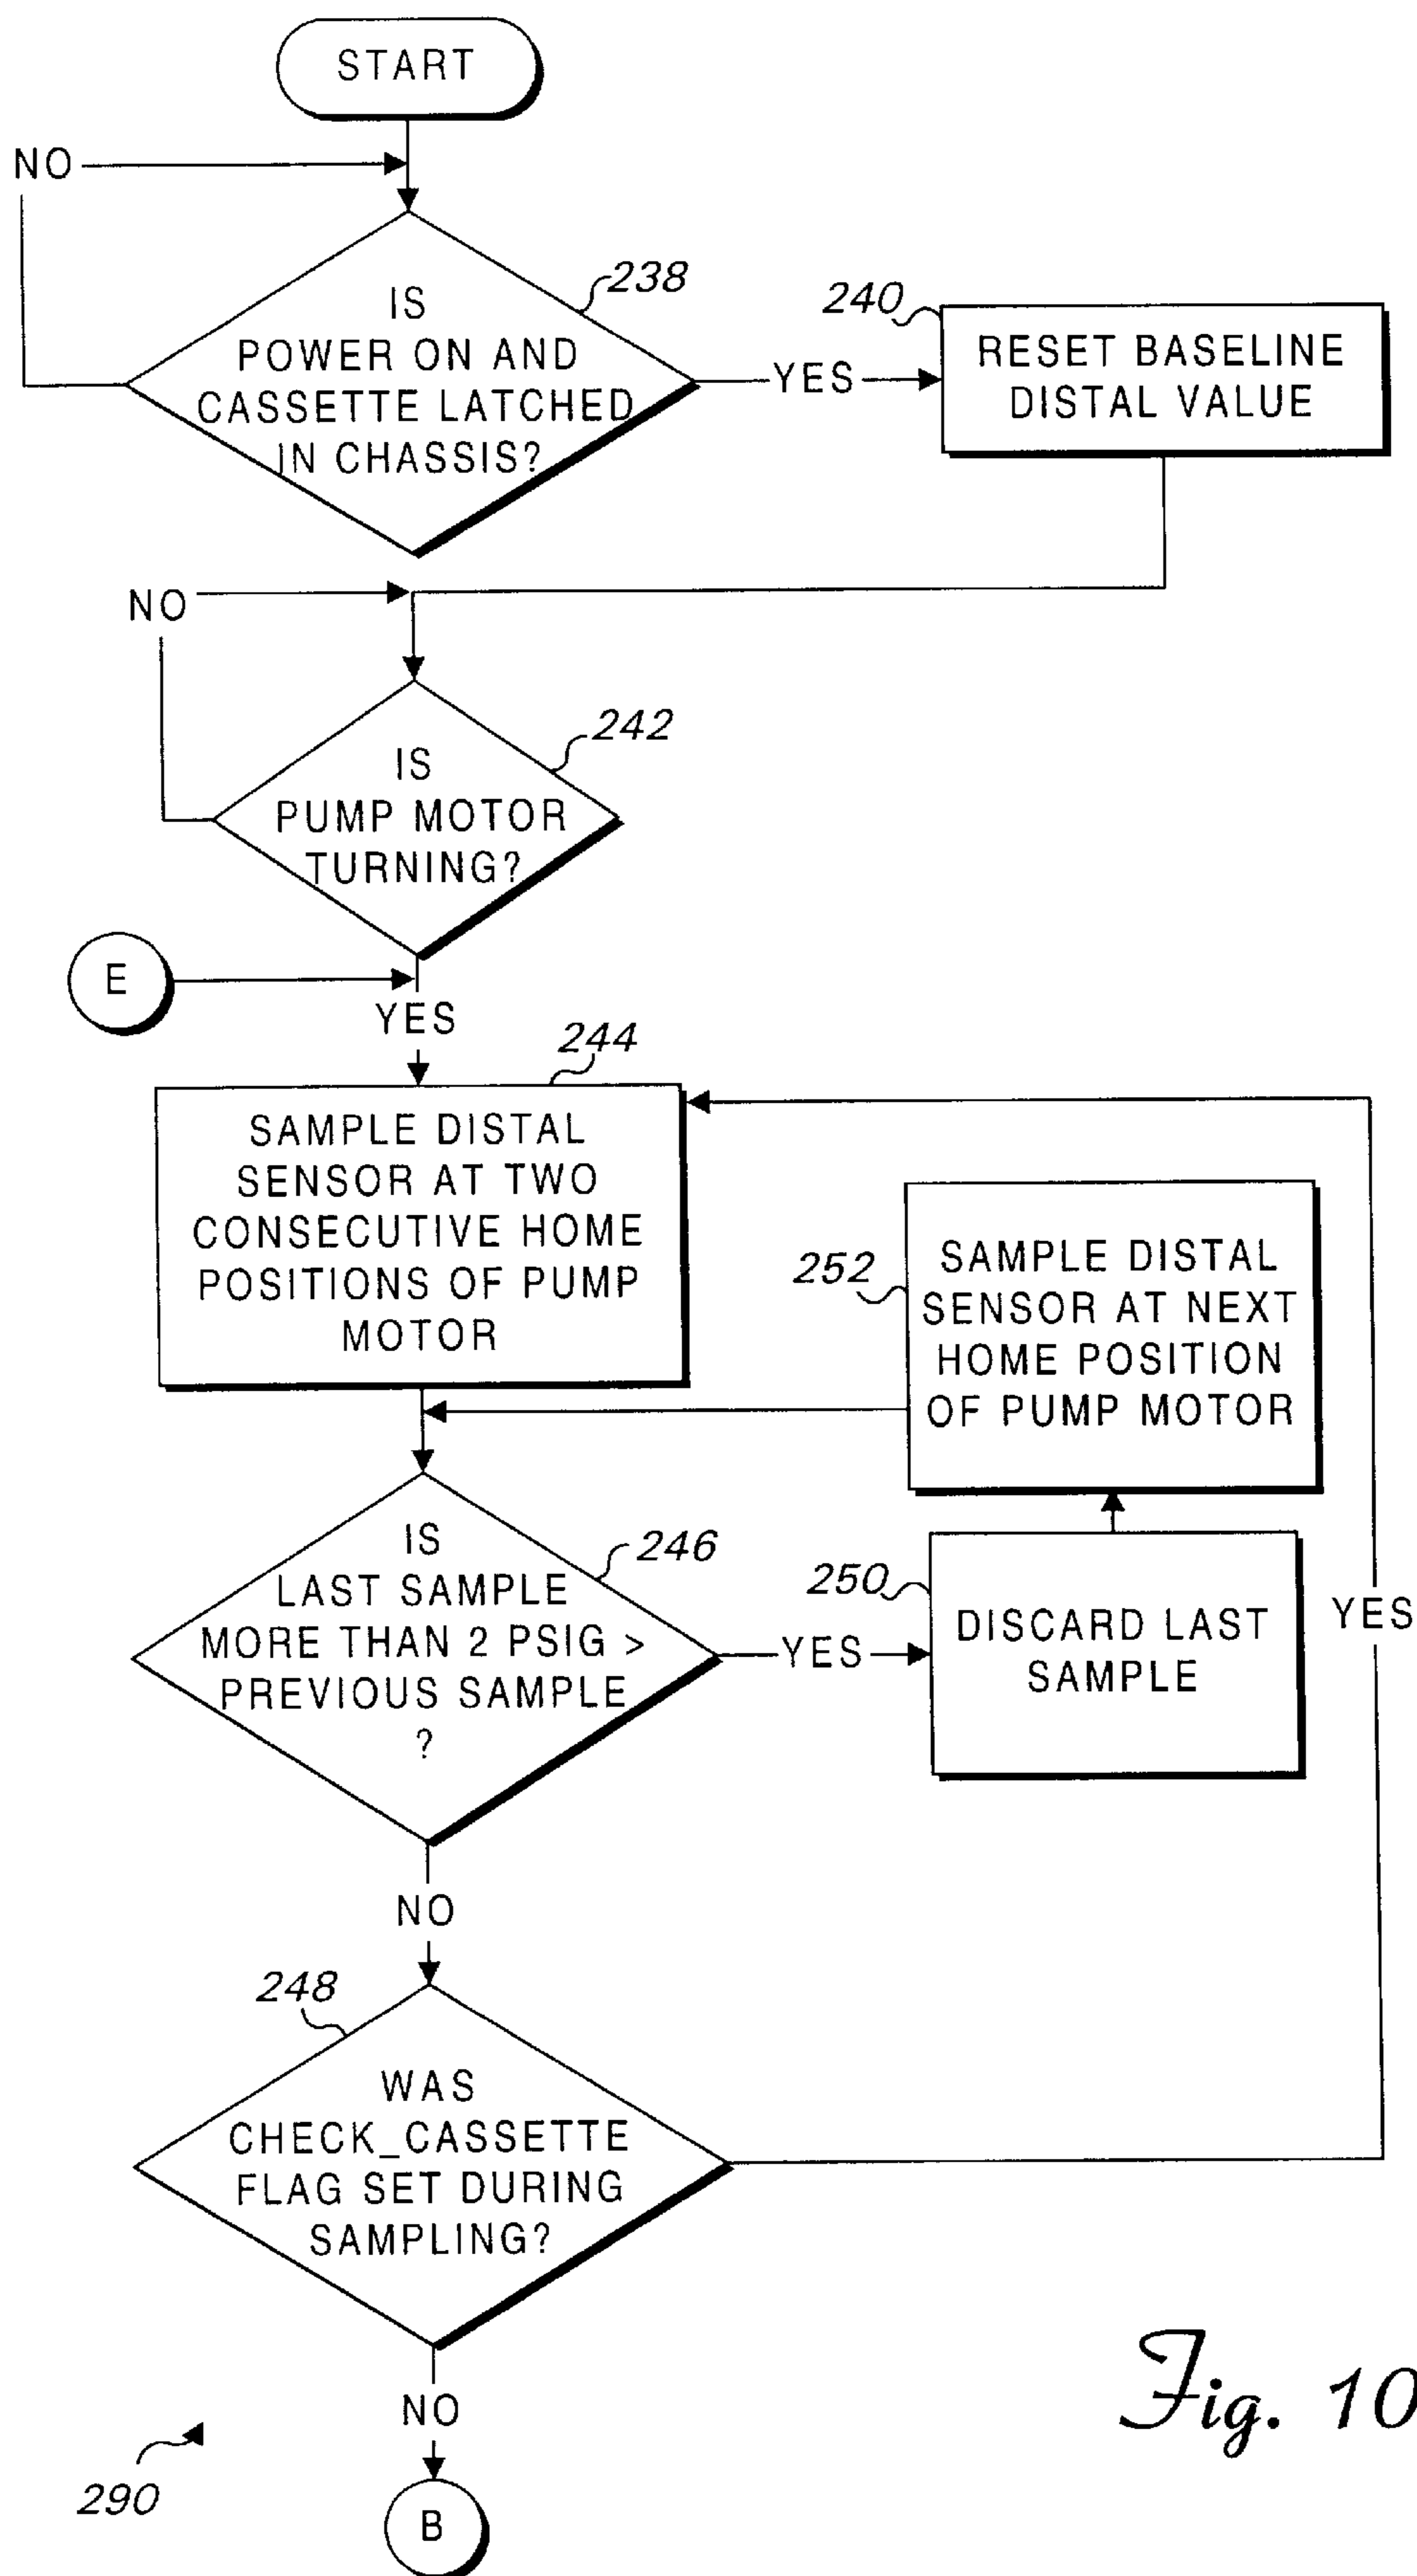 START
NO
238
IS
POWER ON AND
CASSETTE LATCHED
IN CHASSIS?
YES
240
RESET BASELINE
DISTAL VALUE
NO
242
IS
PUMP MOTOR
TURNING?
E
YES
244
SAMPLE DISTAL
SENSOR AT TWO
CONSECUTIVE HOME
POSITIONS OF PUMP
MOTOR
252
SAMPLE DISTAL
SENSOR AT NEXT
HOME POSITION
OF PUMP MOTOR
246
IS
LAST SAMPLE
MORE THAN 2 PSIG >
PREVIOUS SAMPLE
?
YES
250
DISCARD LAST
SAMPLE
YES
NO
248
WAS
CHECK_CASSETTE
FLAG SET DURING
SAMPLING?
NO
B
290
Fig. 10